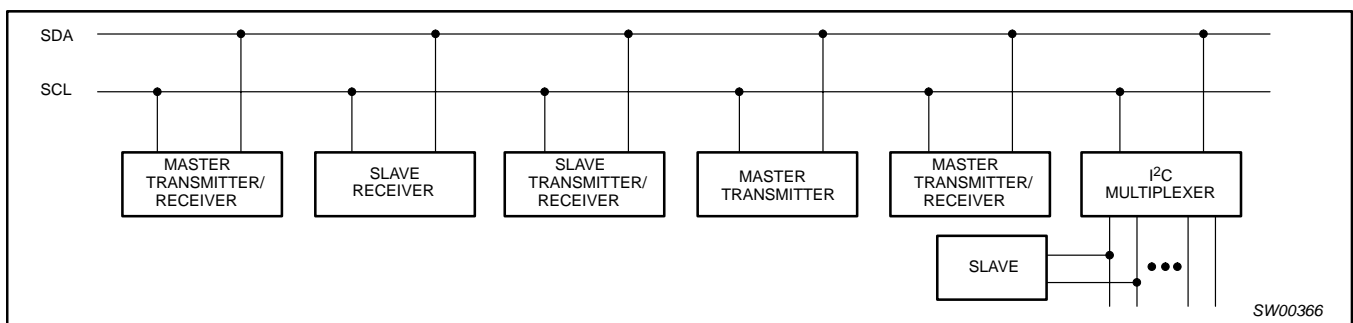 SDA
SCL
MASTER
TRANSMITTER/
RECEIVER
SLAVE
RECEIVER
SLAVE
TRANSMITTER/
RECEIVER
MASTER
TRANSMITTER
MASTER
TRANSMITTER/
RECEIVER
I²C
MULTIPLEXER
SLAVE
SW00366